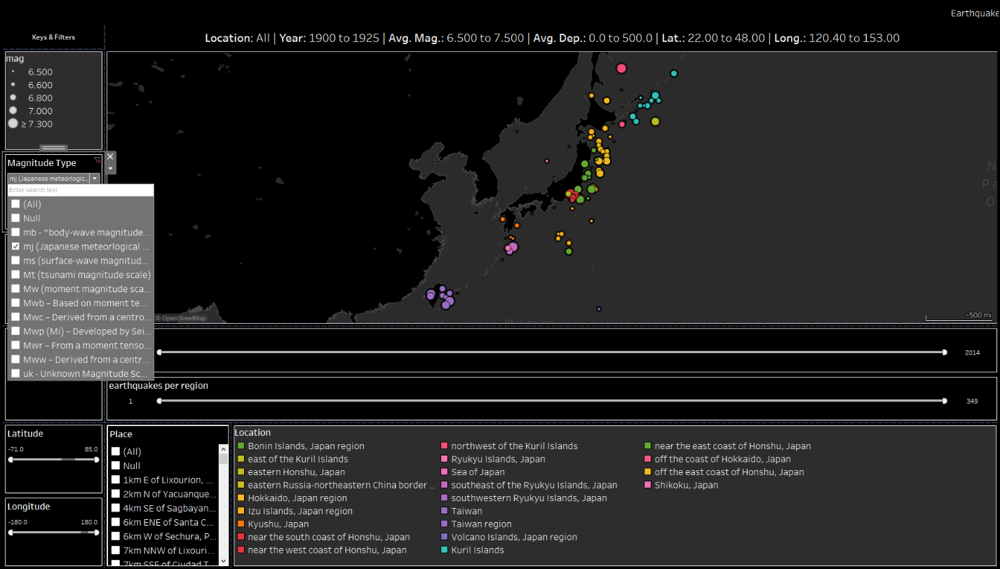 Earthquake
Keys & Filters
Location: All | Year: 1900 to 1925 | Avg. Mag.: 6.500 to 7.500 | Avg. Dep.: 0.0 to 500.0 | Lat.: 22.00 to 48.00 | Long.: 120.40 to 153.00
mag
6.500
6.600
6.800
7.000
≥ 7.300
Magnitude Type
mj (Japanese meteorlogic..
Enter search text
(All)
Null
mb - "body-wave magnitude...
mj (Japanese meteorlogical ...
ms (surface-wave magnitud...
Mt (tsunami magnitude scale)
Mw (moment magnitude sca...
Mwb – Based on moment te...
Mwc – Derived from a centro...
Mwp (Mi) – Developed by Sei...
Mwr – From a moment tenso...
Mww – Derived from a centr...
uk - Unknown Magnitude Sc...
N
Pa
O
© OpenStreetMap
Philippine
~500 mi
2014
earthquakes per region
1
349
Latitude
-71.0
85.0
Longitude
-180.0
180.0
Place
(All)
Null
1km E of Lixourion, ...
2km N of Yacuanque...
4km SE of Sagbayan...
6km ENE of Santa C...
6km W of Sechura, P...
7km NNW of Lixouri...
7km SSE of Ciudad T...
Location
Bonin Islands, Japan region
east of the Kuril Islands
eastern Honshu, Japan
eastern Russia-northeastern China border ..
Hokkaido, Japan region
Izu Islands, Japan region
Kyushu, Japan
near the south coast of Honshu, Japan
near the west coast of Honshu, Japan
northwest of the Kuril Islands
Ryukyu Islands, Japan
Sea of Japan
southeast of the Ryukyu Islands, Japan
southwestern Ryukyu Islands, Japan
Taiwan
Taiwan region
Volcano Islands, Japan region
Kuril Islands
near the east coast of Honshu, Japan
off the coast of Hokkaido, Japan
off the east coast of Honshu, Japan
Shikoku, Japan